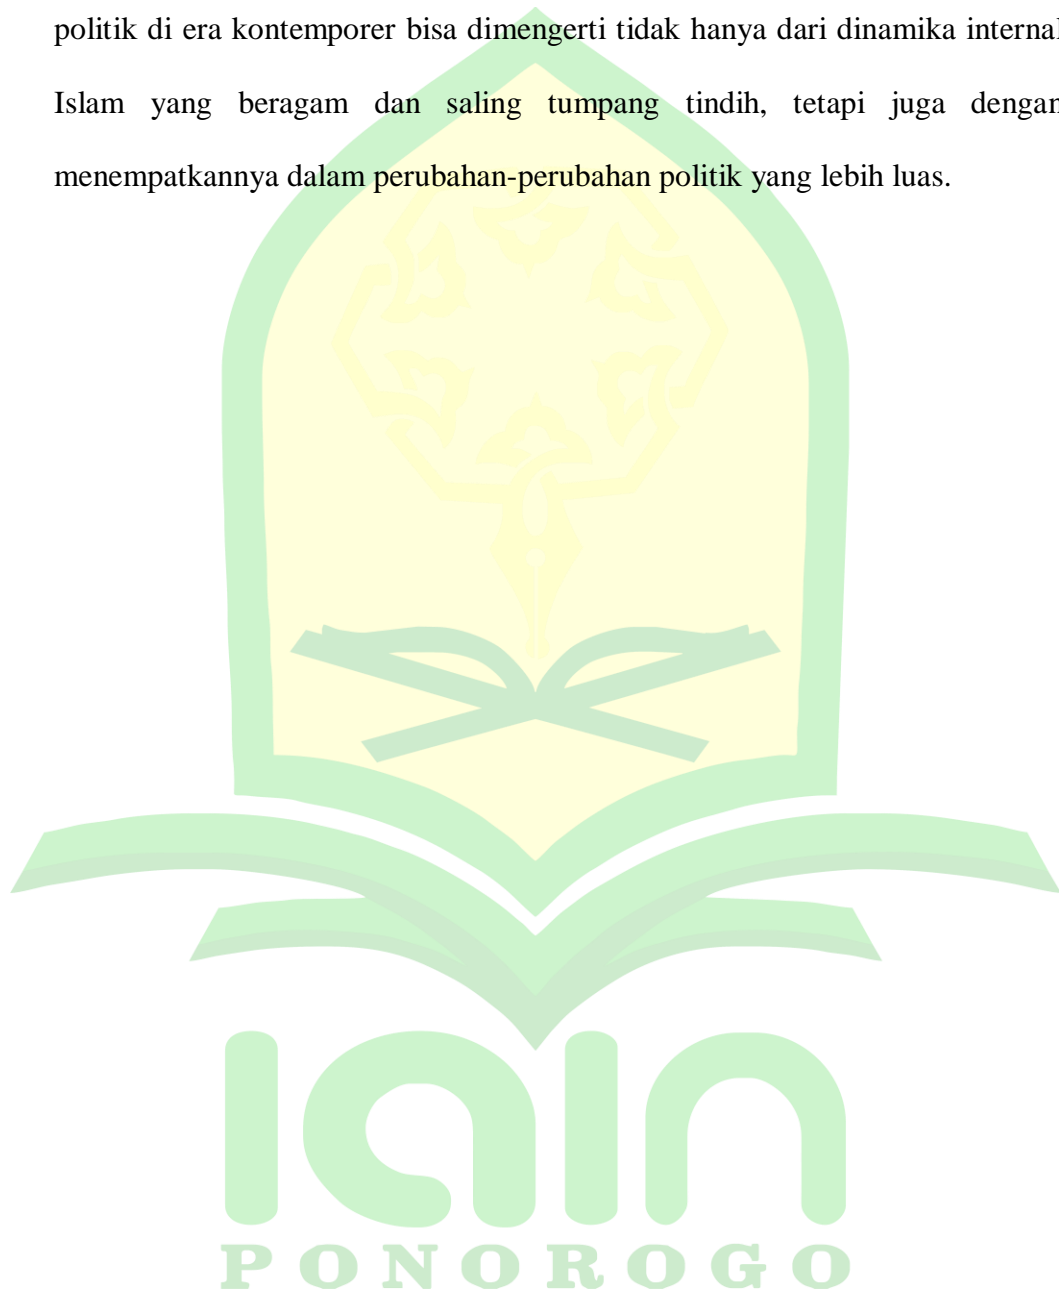 politik di era kontemporer bisa dimengerti tidak hanya dari dinamika internal
Islam yang beragam dan saling tumpang tindih, tetapi juga dengan
menempatkannya dalam perubahan-perubahan politik yang lebih luas.
iain
PONOROGO